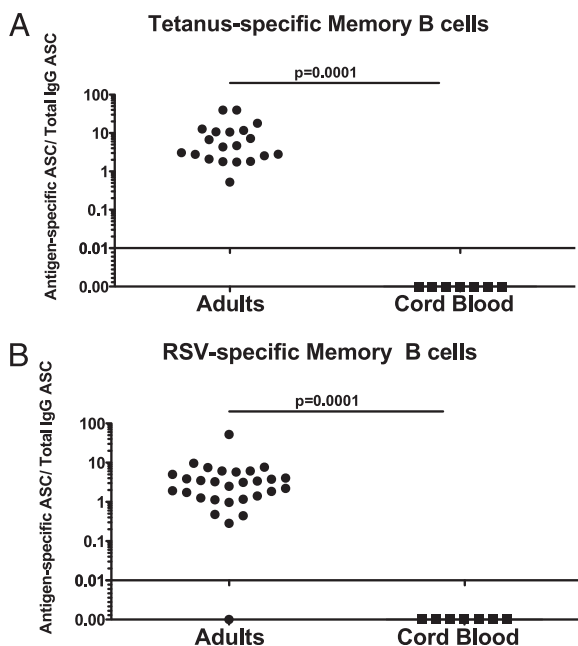 A
Tetanus-specific Memory B cells
p=0.0001
Antigen-specific ASC/ Total IgG ASC
100
10
1
0.1
0.01
0.00
Adults
Cord Blood
B
RSV-specific Memory B cells
p=0.0001
Antigen-specific ASC/ Total IgG ASC
100
10
1
0.1
0.01
0.00
Adults
Cord Blood